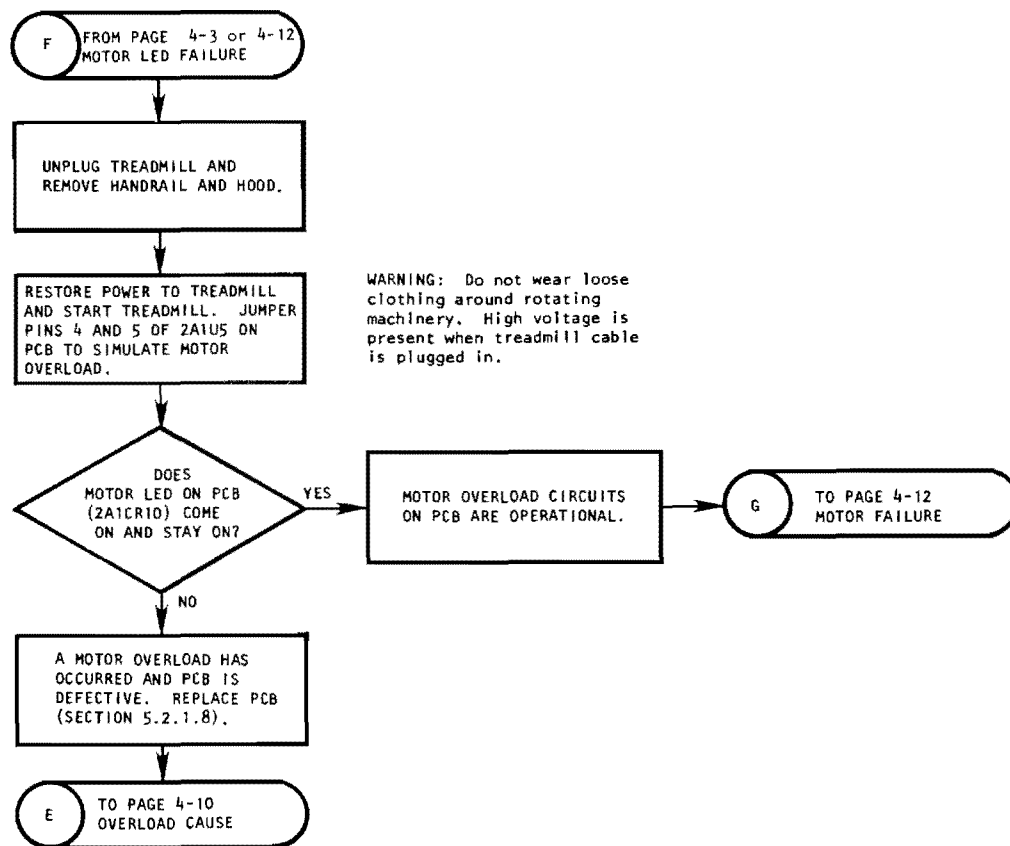 F
FROM PAGE 4-3 or 4-12
MOTOR LED FAILURE
UNPLUG TREADMILL AND
REMOVE HANDRAIL AND HOOD.
RESTORE POWER TO TREADMILL
AND START TREADMILL. JUMPER
PINS 4 AND 5 OF 2A1U5 ON
PCB TO SIMULATE MOTOR
OVERLOAD.
WARNING: Do not wear loose
clothing around rotating
machinery. High voltage is
present when treadmill cable
is plugged in.
DOES
MOTOR LED ON PCB
(2A1CR10) COME
ON AND STAY ON?
YES
MOTOR OVERLOAD CIRCUITS
ON PCB ARE OPERATIONAL.
G
TO PAGE 4-12
MOTOR FAILURE
NO
A MOTOR OVERLOAD HAS
OCCURRED AND PCB IS
DEFECTIVE. REPLACE PCB
(SECTION 5.2.1.8).
E
TO PAGE 4-10
OVERLOAD CAUSE